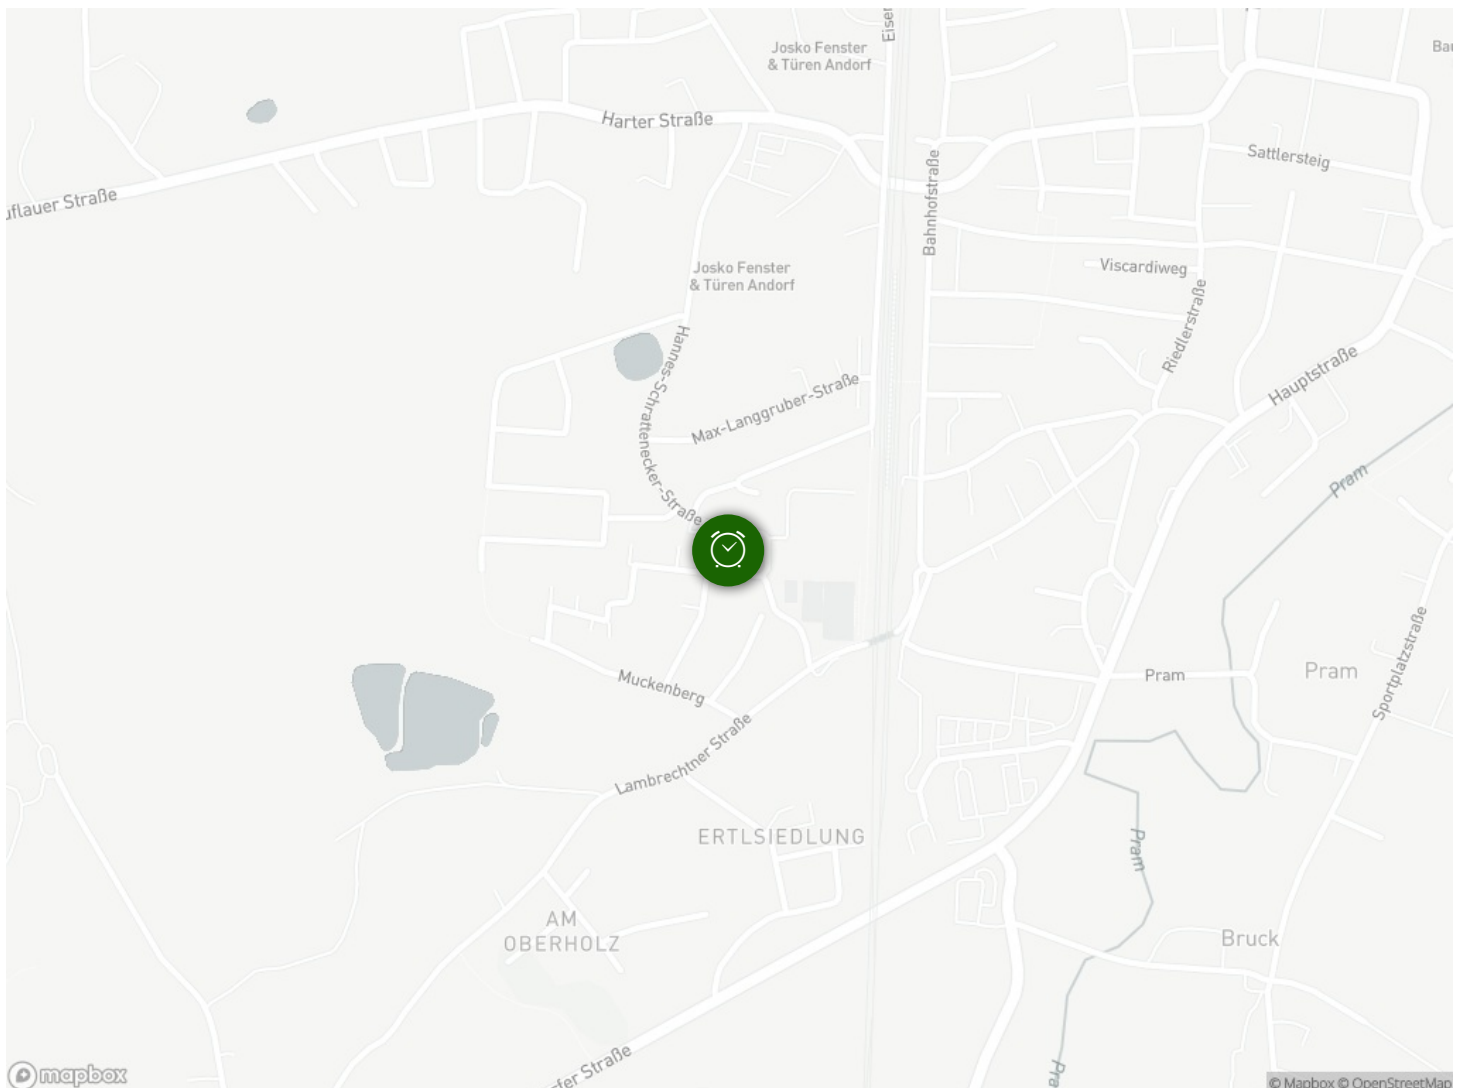 Josko Fenster
& Türen Andorf
Harter Straße
Sattlersteig
uflauer Straße
Bahnhofstraße
Viscardiweg
Josko Fenster
& Türen Andorf
Riedlerstraße
Hannes-Schrattenecker-Straße
Max-Langgruber-Straße
Hauptstraße
Pram
Muckenberg
Pram
Pram
Sportplatzstraße
Lambrechtner Straße
ERTLSIEDLUNG
Pram
AM
OBERHOLZ
Bruck
rfer Straße
mapbox
© Mapbox © OpenStreetMap